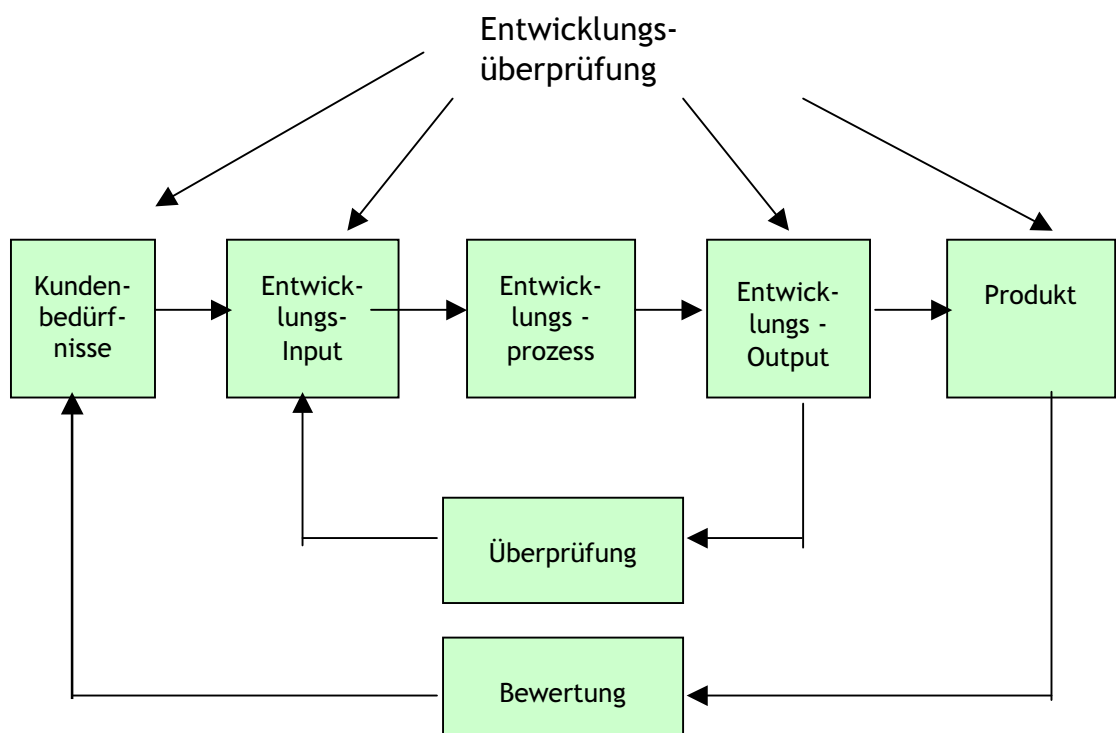 Entwicklungs-
überprüfung
Kunden-
bedürf-
nisse
Entwick-
lungs-
Input
Entwick-
lungs -
prozess
Entwick-
lungs -
Output
Produkt
Überprüfung
Bewertung